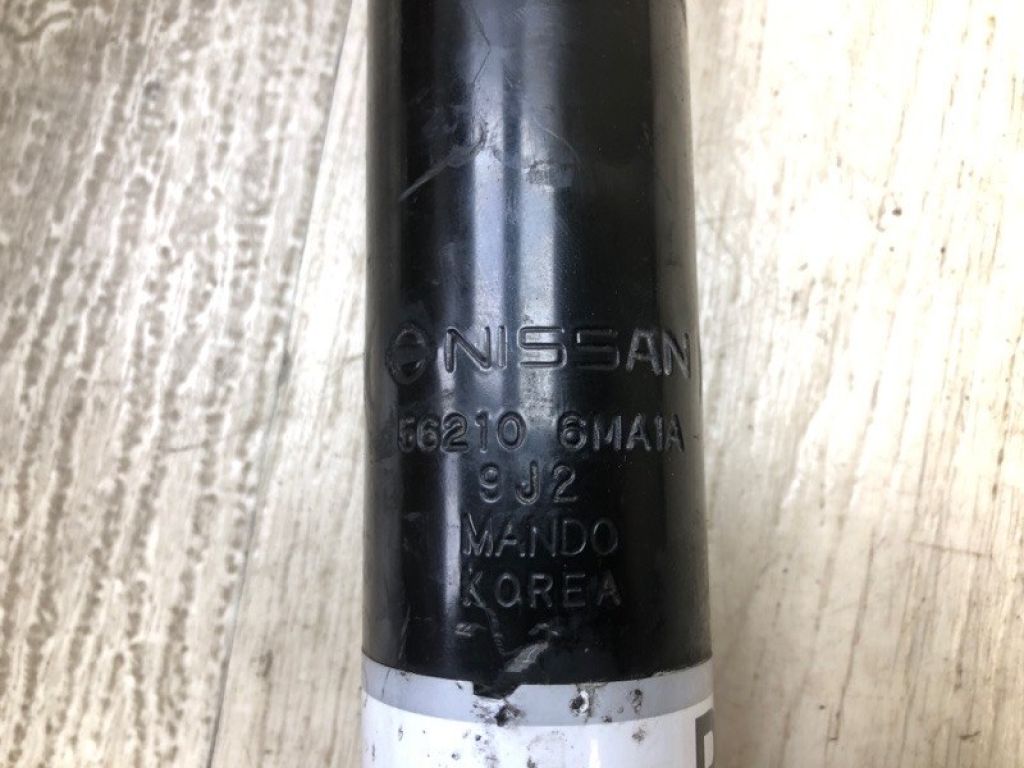 NISSAN
56210 6MA1A
9J2
MANDO
KOREA